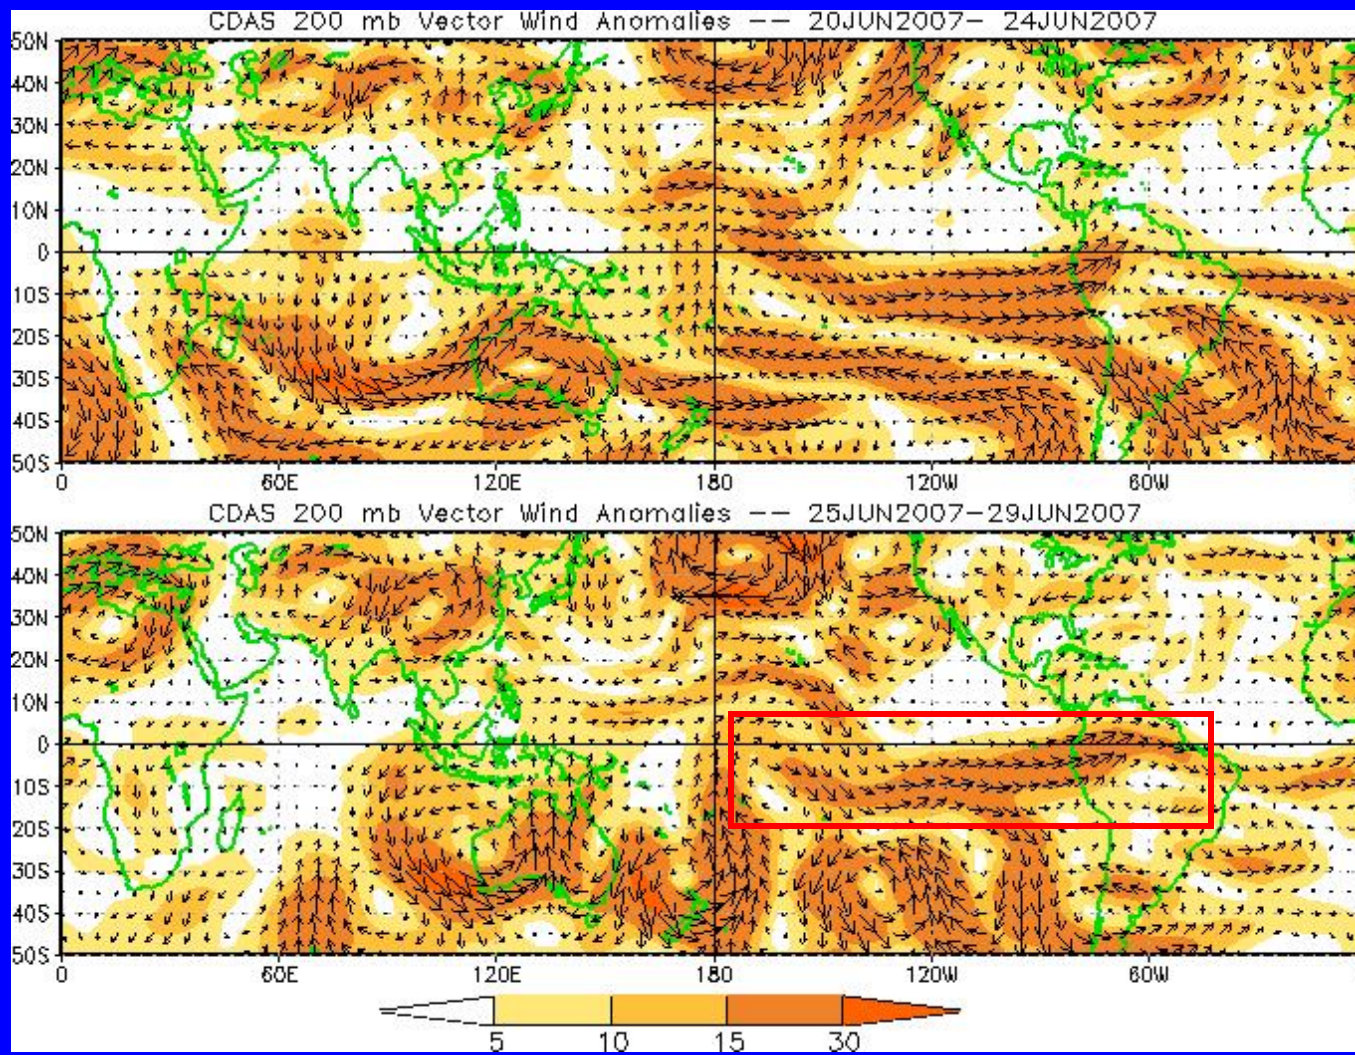 CDAS 200 mb Vector Wind Anomalies -- 20JUN2007- 24JUN2007
50N
40N
30N
20N
10N
0
10S
20S
30S
40S
50S
0 60E 120E 180 120W 60W
CDAS 200 mb Vector Wind Anomalies -- 25JUN2007-29JUN2007
50N
40N
30N
20N
10N
0
10S
20S
30S
40S
50S
0 60E 120E 180 120W 60W
5 10 15 30